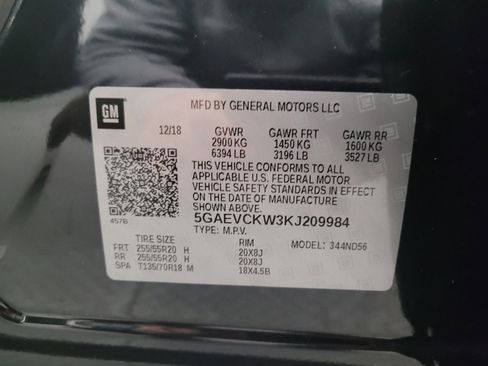 GM
MFD BY GENERAL MOTORS LLC
12/18 GVWR GAWR FRT GAWR RR
2900 KG 1450 KG 1600 KG
6394 LB 3196 LB 3527 LB
THIS VEHICLE CONFORMS TO ALL
APPLICABLE U.S. FEDERAL MOTOR
VEHICLE SAFETY STANDARDS IN EFFECT
ON THE DATE OF MANUFACTURE
SHOWN ABOVE.
457B
5GAEVCKW3KJ209984
TYPE: M.P.V. MODEL: 344ND56
TIRE SIZE RIM
FRT 255/55R20 H 20X8J
RR 255/55R20 H 20X8J
SPA T135/70R18 M 18X4.5B